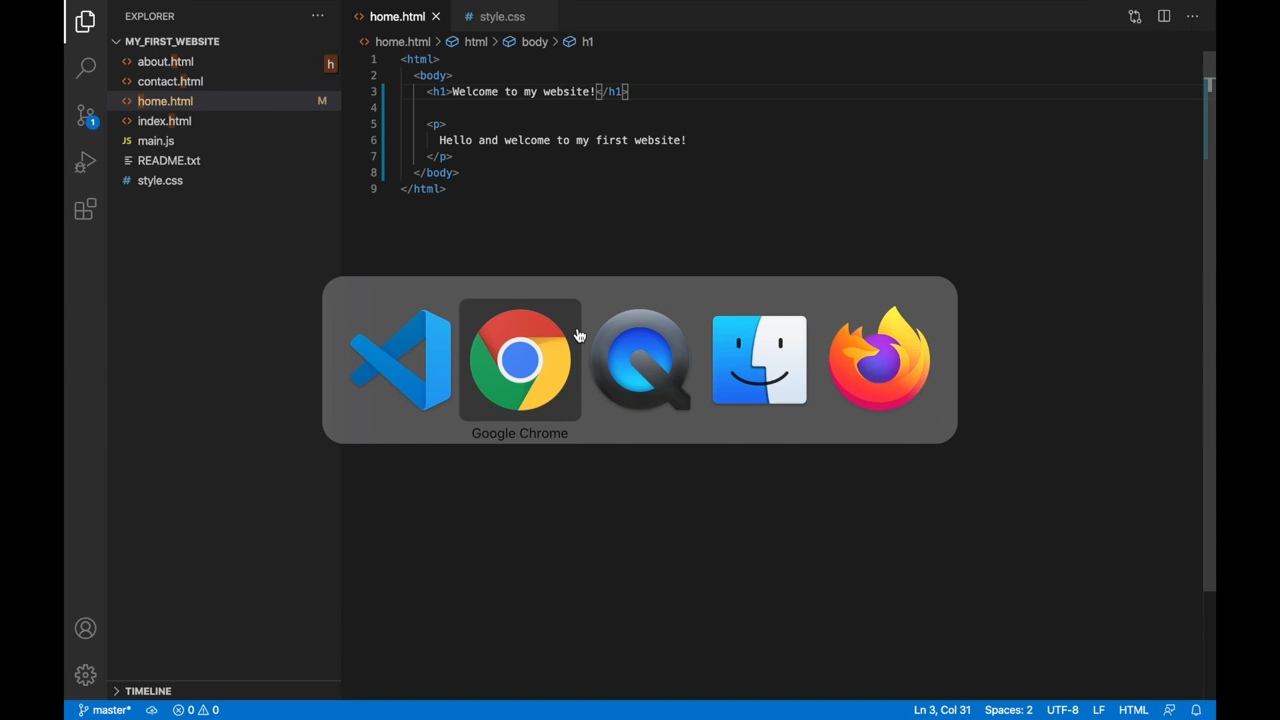 EXPLORER
MY_FIRST_WEBSITE
about.html
h
contact.html
home.html
M
index.html
JS main.js
README.txt
# style.css
1
TIMELINE
home.html
# style.css
home.html > html > body > h1
1 <html>
2 <body>
3 <h1>Welcome to my website!</h1>
4
5 <p>
6 Hello and welcome to my first website!
7 </p>
8 </body>
9 </html>
Google Chrome
master* 0 0 Ln 3, Col 31 Spaces: 2 UTF-8 LF HTML